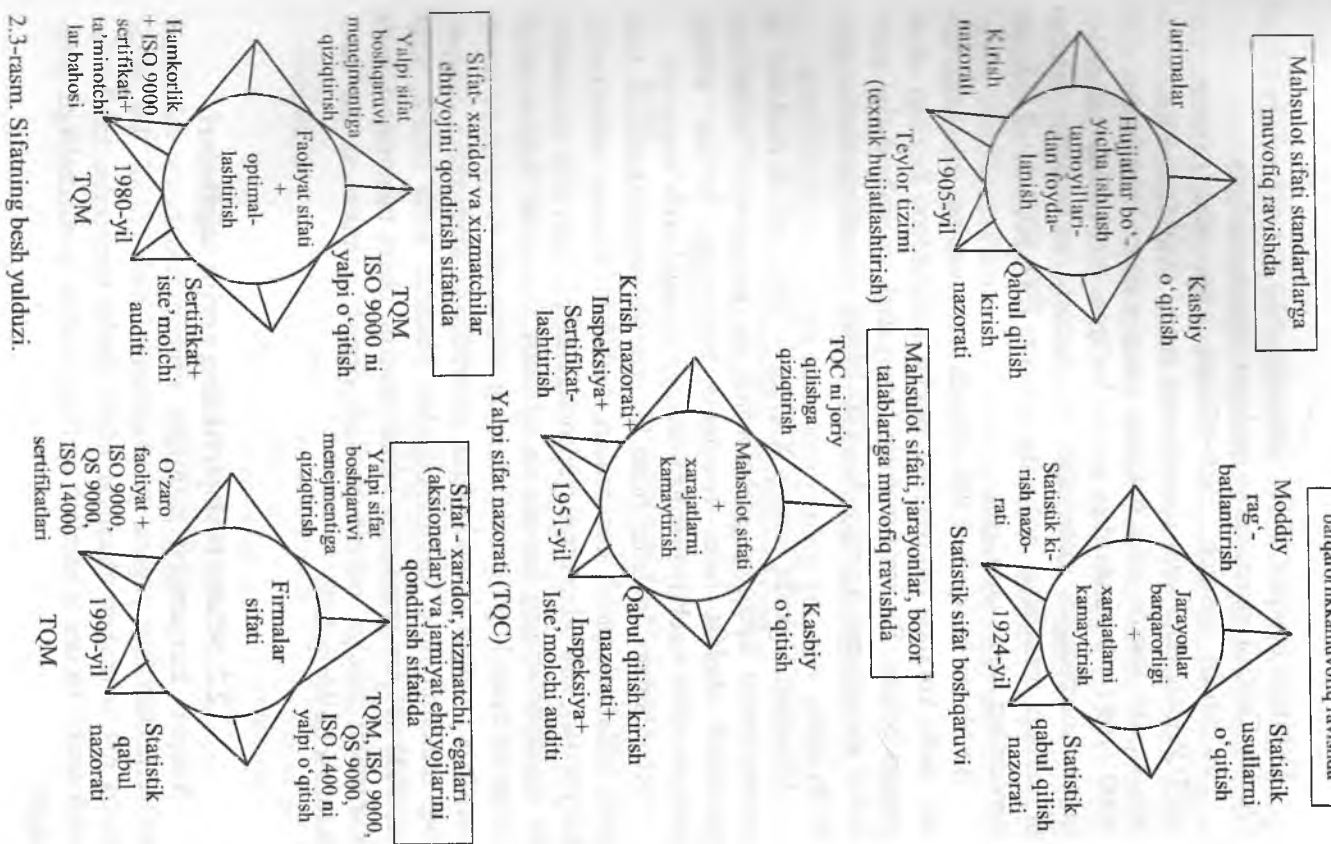 Mahsulot sifati standartlarga
muvofiq ravishda
Jarimalar
Kasbiy
o‘qitish
Hujjatlar bo‘-
yicha ishlash
tamoyillari-
dan foyda-
lanish
Kirish
nazorati
1905-yil
Qabul qilish
kirish
nazorati
Teylor tizimi
(texnik hujjatlashtirish)
Moddiy
rag‘-
batlantirish
Statistik
usullarni
o‘qitish
Jarayonlar
barqarorligi
+
xarajatlarni
kamaytirish
Statistik ki-
rish nazo-
rati
1924-yil
Statistik
qabul qilish
nazorati
Statistik sifat boshqaruvi
Mahsulot sifati, jarayonlar, bozor
talablariga muvofiq ravishda
TQC ni joriy
qilishga
qiziqtirish
Kasbiy
o‘qitish
Mahsulot sifati
+
xarajatlarni
kamaytirish
Kirish nazorati+
Inspeksiya+
Sertifikat-
lashtirish
1951-yil
Qabul qilish kirish
nazorati+
Inspeksiya+
Iste’molchi auditi
Yalpi sifat nazorati (TQC)
Sifat- xaridor va xizmatchilar
ehtiyojini qondirish sifatida
Yalpi sifat
boshqaruvi
menejmentiga
qiziqtirish
TQM
ISO 9000 ni
yalpi o‘qitish
Faoliyat sifati
+
optimal-
lashtirish
Hamkorlik
+ ISO 9000
sertifikati+
ta’minotchi
lar bahosi
1980-yil
Sertifikat+
iste’molchi
auditi
TQM
Sifat - xaridor, xizmatchi, egalari
(aksionerlar) va jamiyat ehtiyojlarini
qondirish sifatida
Yalpi sifat
boshqaruvi
menejmentiga
qiziqtirish
TQM, ISO 9000,
QS 9000,
ISO 1400 ni
yalpi o‘qitish
Firmalar
sifati
O‘zaro
faoliyat +
ISO 9000,
QS 9000,
ISO 14000
sertifikatlari
1990-yil
Statistik
qabul
nazorati
TQM
2.3-rasm. Sifatning besh yulduzi.